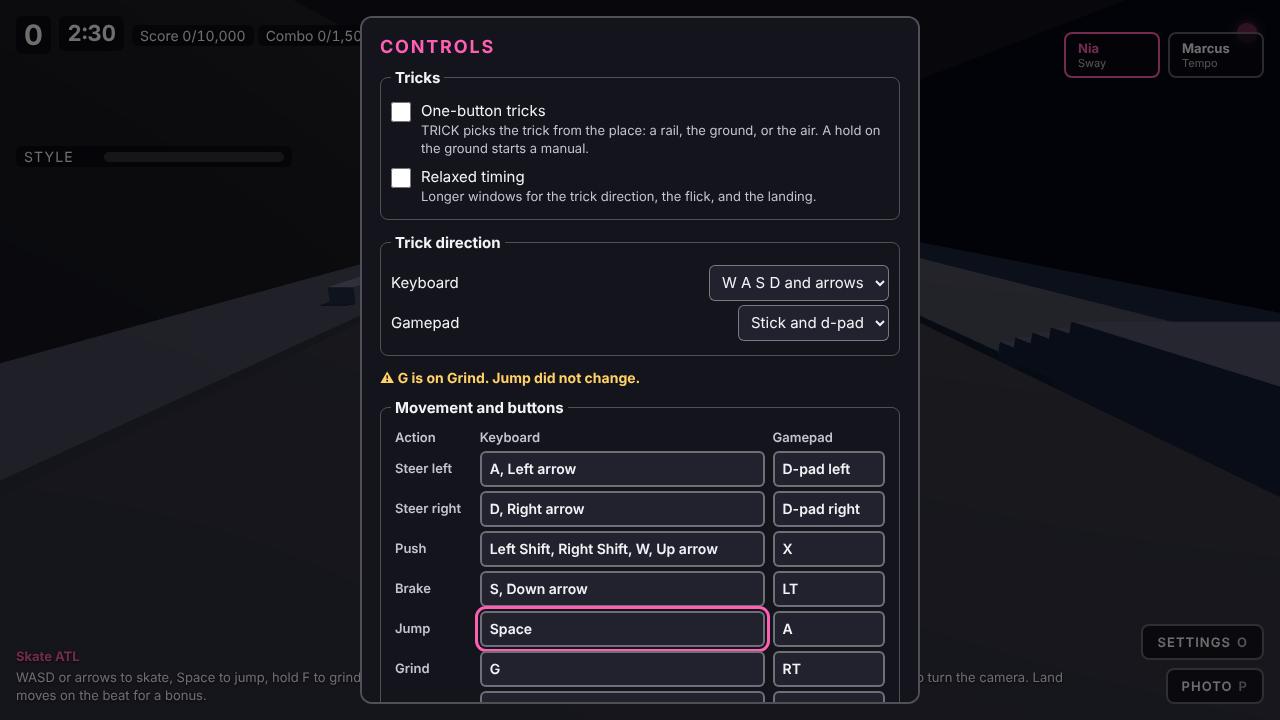 0
2:30
Score 0/10,000
Combo 0/1,50
STYLE
Nia
Sway
Marcus
Tempo
CONTROLS
Tricks
One-button tricks
TRICK picks the trick from the place: a rail, the ground, or the air. A hold on
the ground starts a manual.
Relaxed timing
Longer windows for the trick direction, the flick, and the landing.
Trick direction
Keyboard W A S D and arrows
Gamepad Stick and d-pad
⚠ G is on Grind. Jump did not change.
Movement and buttons
Action Keyboard Gamepad
Steer left A, Left arrow D-pad left
Steer right D, Right arrow D-pad right
Push Left Shift, Right Shift, W, Up arrow X
Brake S, Down arrow LT
Jump Space A
Grind G RT
Skate ATL
WASD or arrows to skate, Space to jump, hold F to grind
to turn the camera. Land
moves on the beat for a bonus.
SETTINGS O
PHOTO P